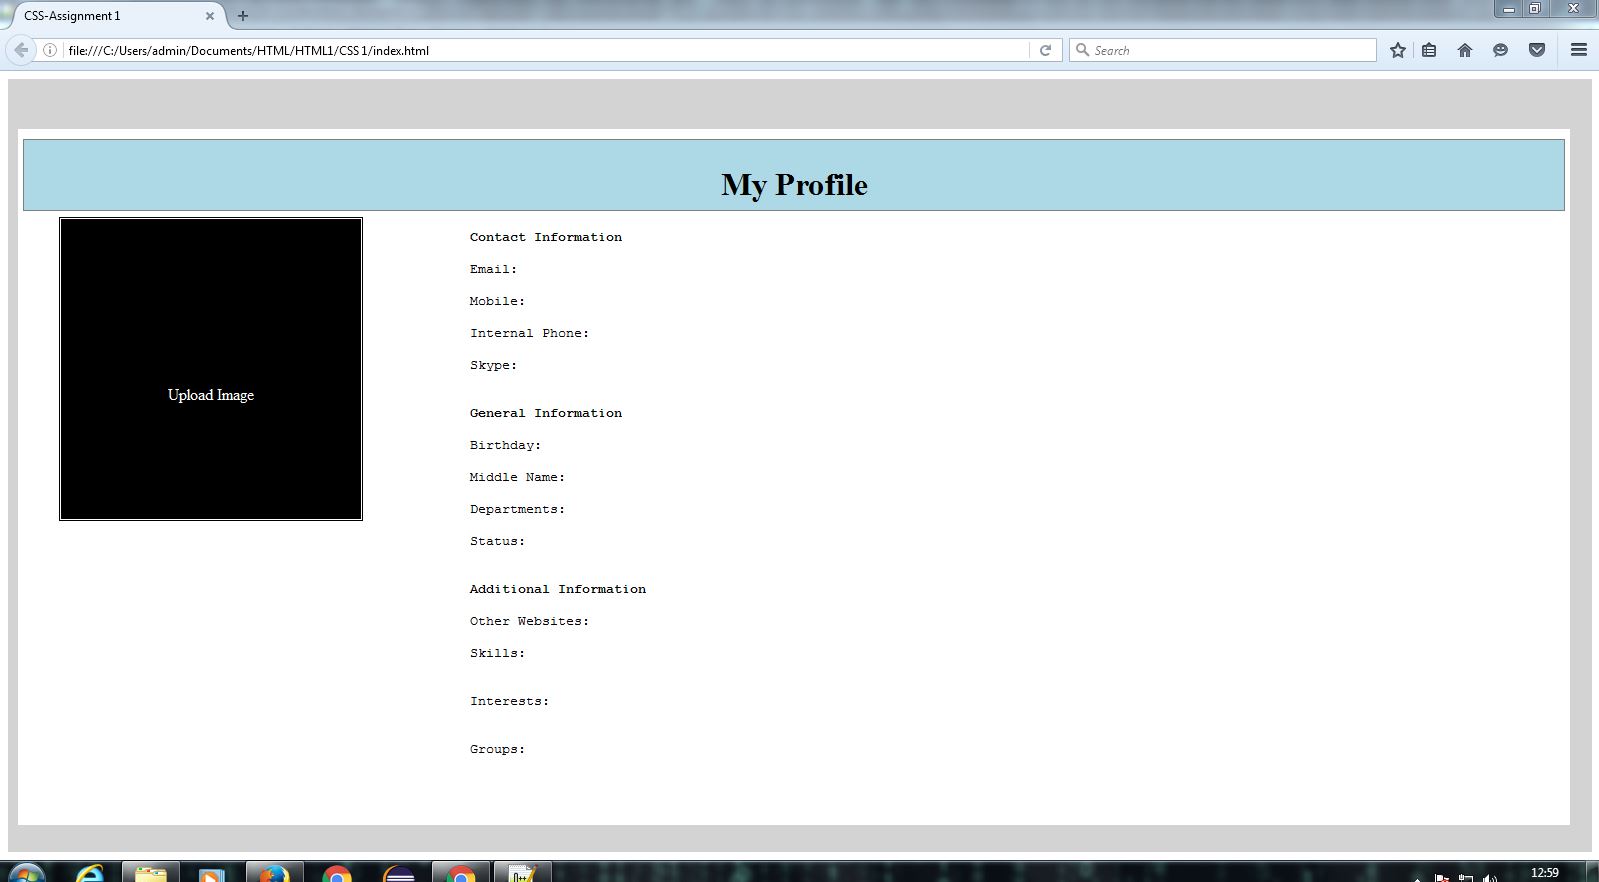 CSS-Assignment 1
file:///C:/Users/admin/Documents/HTML/HTML1/CSS 1/index.html
Search
My Profile
Upload Image
Contact Information
Email:
Mobile:
Internal Phone:
Skype:
General Information
Birthday:
Middle Name:
Departments:
Status:
Additional Information
Other Websites:
Skills:
Interests:
Groups:
12:59